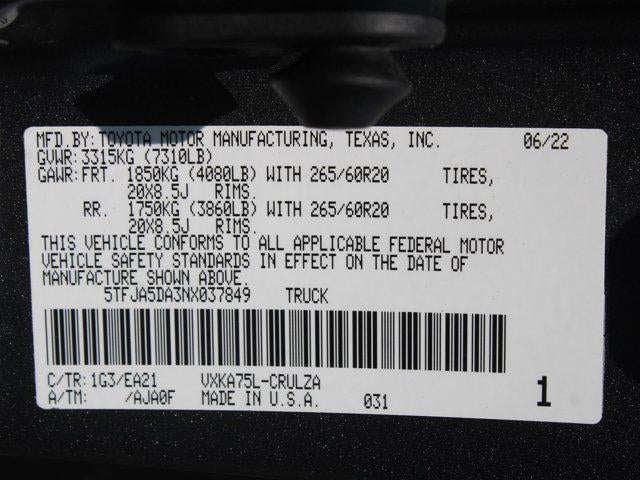 MFD.BY:TOYOTA MOTOR MANUFACTURING, TEXAS, INC. 06/22
GVWR:3315KG (7310LB)
GAWR:FRT. 1850KG (4080LB) WITH 265/60R20 TIRES,
20X8.5J RIMS.
RR. 1750KG (3860LB) WITH 265/60R20 TIRES,
20X8.5J RIMS.
THIS VEHICLE CONFORMS TO ALL APPLICABLE FEDERAL MOTOR
VEHICLE SAFETY STANDARDS IN EFFECT ON THE DATE OF
MANUFACTURE SHOWN ABOVE.
5TFJA5DA3NX037849 TRUCK
C/TR:1G3/EA21 VXKA75L-CRULZA
A/TM: /AJA0F MADE IN U.S.A. 031 1